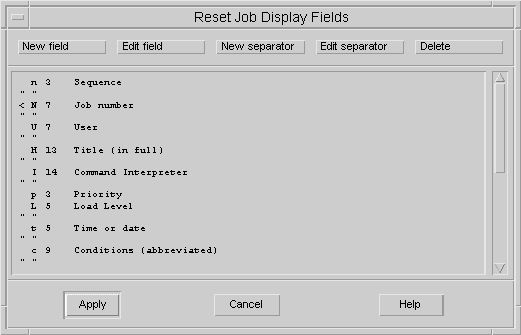 Reset Job Display Fields
New field Edit field New separator Edit separator Delete
n 3 Sequence
" "
< N 7 Job number
" "
U 7 User
" "
H 13 Title (in full)
" "
I 14 Command Interpreter
" "
p 3 Priority
L 5 Load Level
" "
t 5 Time or date
" "
c 9 Conditions (abbreviated)
" "
Apply Cancel Help